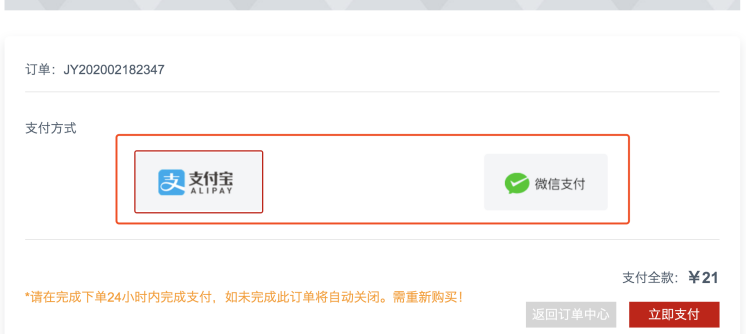 订单：JY202002182347
支付方式
支 支付宝
ALIPAY
微信支付
支付全款：￥21
*请在完成下单24小时内完成支付，如未完成此订单将自动关闭。需重新购买！
返回订单中心
立即支付